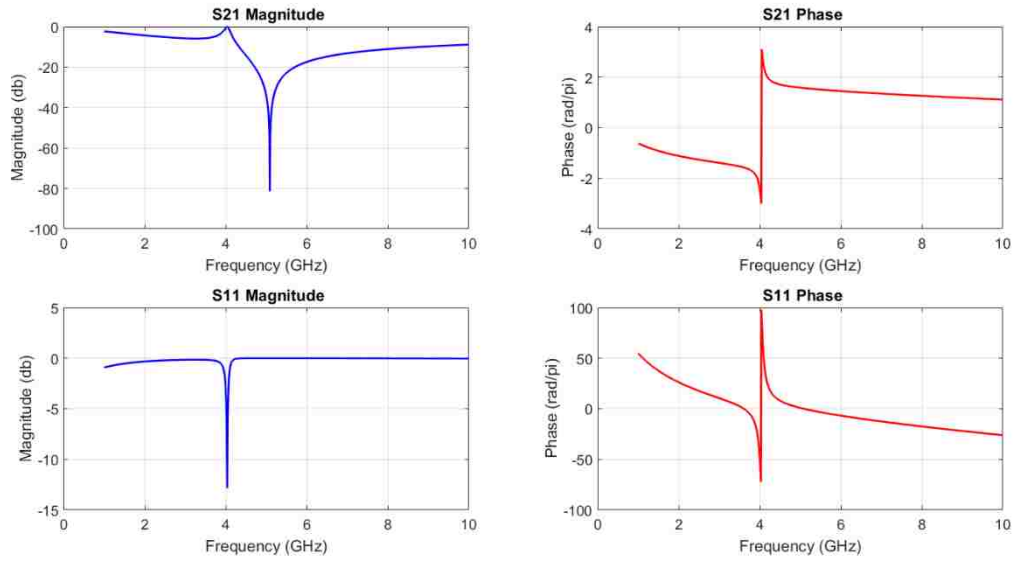 S21 Magnitude
0
-20
-40
-60
-80
-100
Magnitude (db)
0 2 4 6 8 10
Frequency (GHz)
S21 Phase
4
2
0
-2
-4
Phase (rad/pi)
0 2 4 6 8 10
Frequency (GHz)
S11 Magnitude
5
0
-5
-10
-15
Magnitude (db)
0 2 4 6 8 10
Frequency (GHz)
S11 Phase
100
50
0
-50
-100
Phase (rad/pi)
0 2 4 6 8 10
Frequency (GHz)